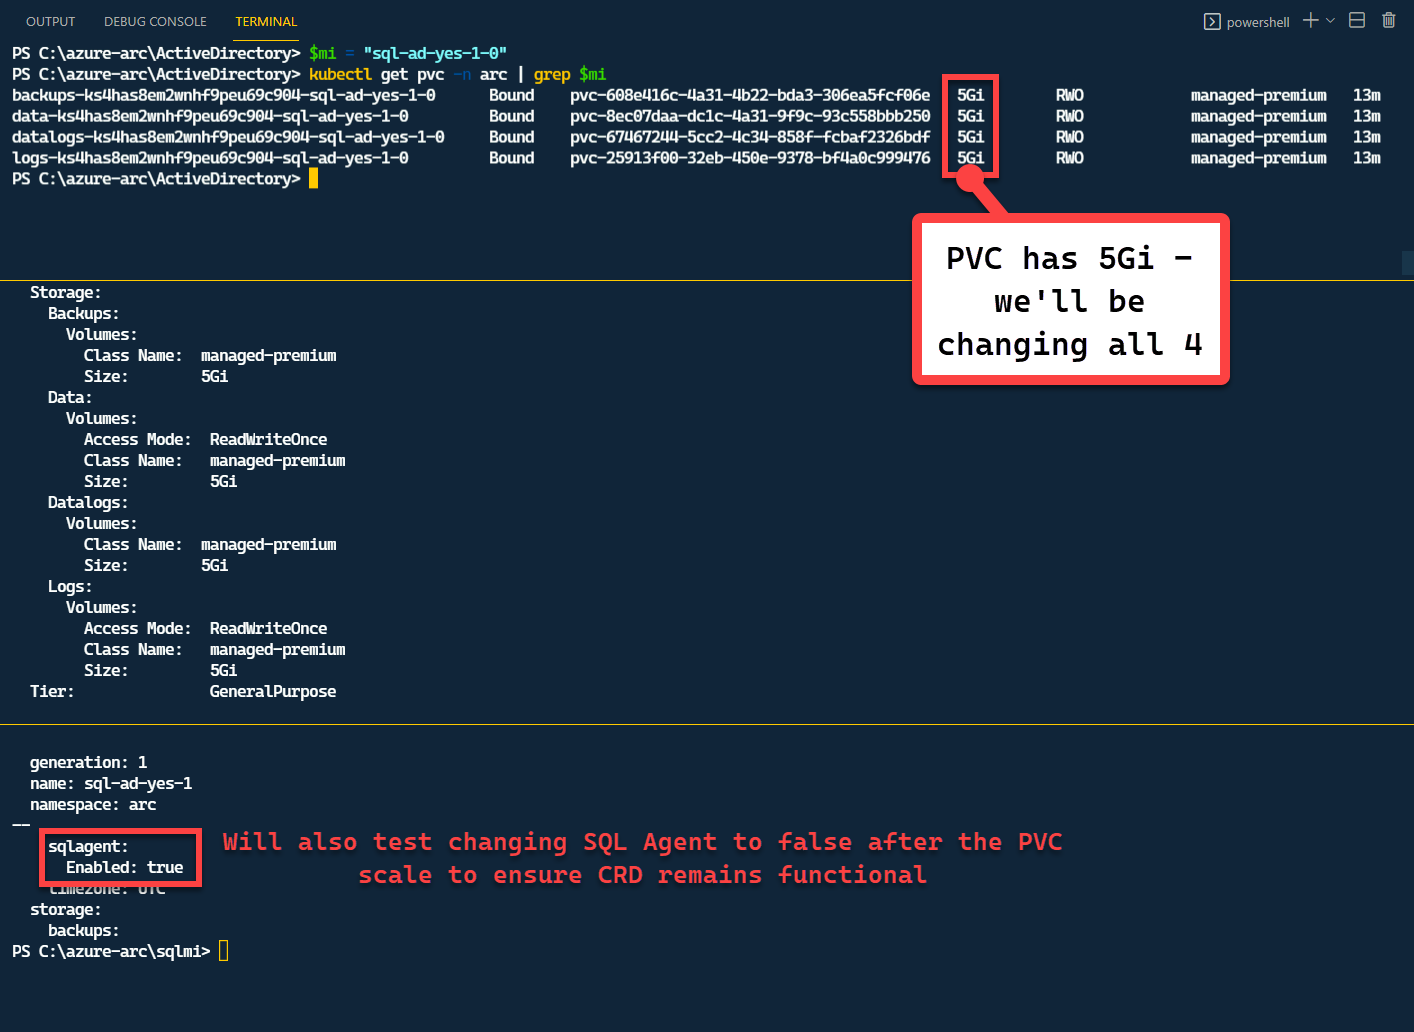 OUTPUT DEBUG CONSOLE TERMINAL powershell
PS C:\azure-arc\ActiveDirectory> $mi = "sql-ad-yes-1-0"
PS C:\azure-arc\ActiveDirectory> kubectl get pvc -n arc | grep $mi
backups-ks4has8em2wnhf9peu69c904-sql-ad-yes-1-0 Bound pvc-608e416c-4a31-4b22-bda3-306ea5fcf06e 5Gi RWO managed-premium 13m
data-ks4has8em2wnhf9peu69c904-sql-ad-yes-1-0 Bound pvc-8ec07daa-dc1c-4a31-9f9c-93c558bbb250 5Gi RWO managed-premium 13m
datalogs-ks4has8em2wnhf9peu69c904-sql-ad-yes-1-0 Bound pvc-67467244-5cc2-4c34-858f-fcbaf2326bdf 5Gi RWO managed-premium 13m
logs-ks4has8em2wnhf9peu69c904-sql-ad-yes-1-0 Bound pvc-25913f00-32eb-450e-9378-bf4a0c999476 5Gi RWO managed-premium 13m
PS C:\azure-arc\ActiveDirectory>
PVC has 5Gi -
we'll be
changing all 4
Storage:
Backups:
Volumes:
Class Name: managed-premium
Size: 5Gi
Data:
Volumes:
Access Mode: ReadWriteOnce
Class Name: managed-premium
Size: 5Gi
Datalogs:
Volumes:
Class Name: managed-premium
Size: 5Gi
Logs:
Volumes:
Access Mode: ReadWriteOnce
Class Name: managed-premium
Size: 5Gi
Tier: GeneralPurpose
generation: 1
name: sql-ad-yes-1
namespace: arc
--
sqlagent:
Enabled: true
Will also test changing SQL Agent to false after the PVC
scale to ensure CRD remains functional
timezone: UTC
storage:
backups:
PS C:\azure-arc\sqlmi>